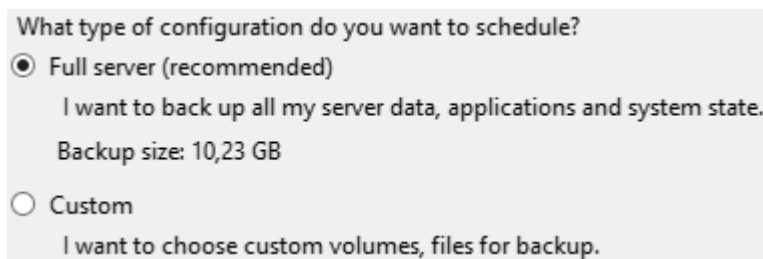 What type of configuration do you want to schedule?
Full server (recommended)
I want to back up all my server data, applications and system state.
Backup size: 10,23 GB
Custom
I want to choose custom volumes, files for backup.